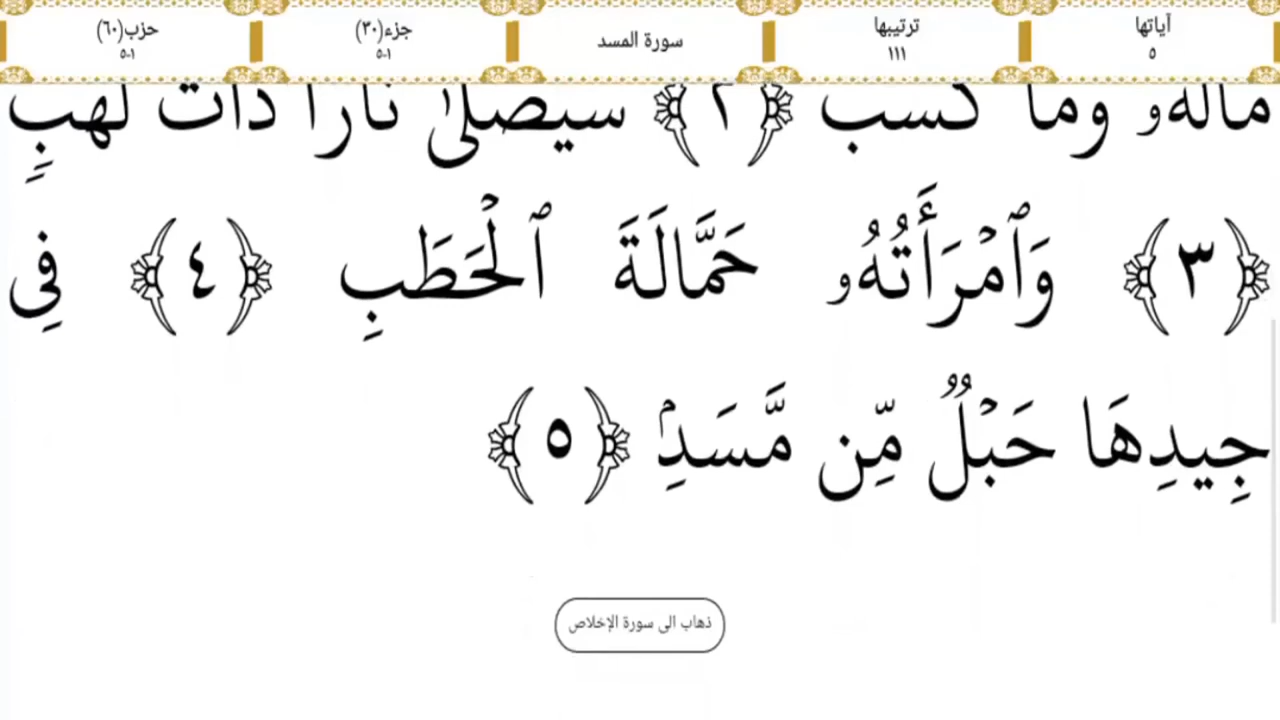 آياتها
٥
ترتيبها
١١١
سورة المسد
جزء(٣٠)
١-٥
حزب(٦٠)
١-٥
ماله وما كسب ﴿٢﴾ سيصلىٰ نارا ذات لهبٍ
﴿٣﴾ وَٱمْرَأَتُهُۥ حَمَّالَةَ ٱلْحَطَبِ ﴿٤﴾ فِى
جِيدِهَا حَبْلٌ مِّن مَّسَدٍۭ ﴿٥﴾
ذهاب الى سورة الإخلاص